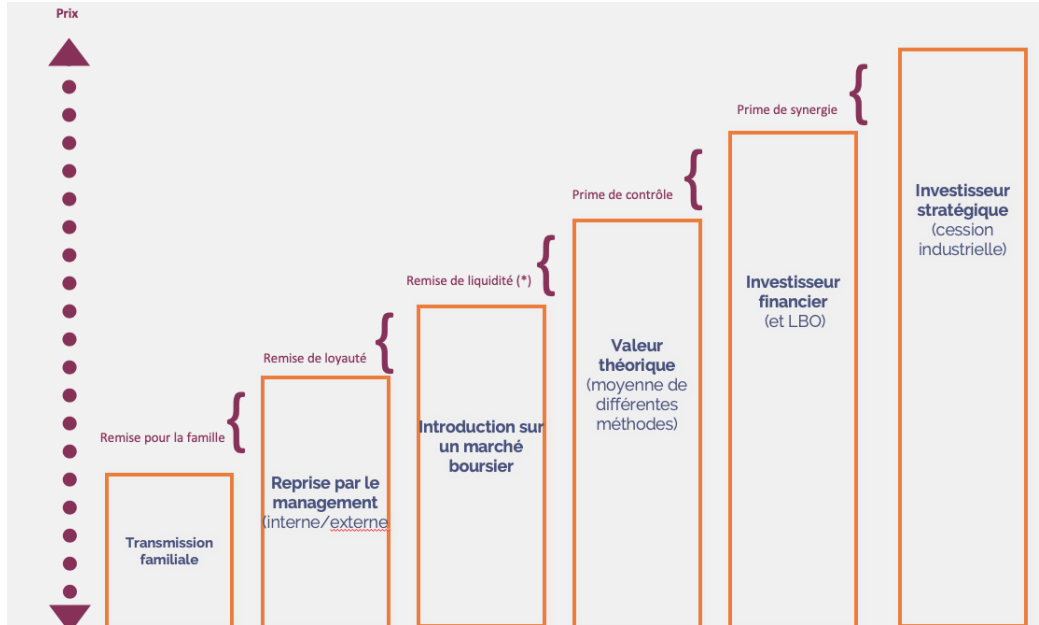 Prix
Prime de synergie
Prime de contrôle
Investisseur
stratégique
(cession
industrielle)
Remise de liquidité (*)
Investisseur
financier
(et LBO)
Remise de loyauté
Valeur
théorique
(moyenne de
différentes
méthodes)
Remise pour la famille
Introduction sur
un marché
boursier
Reprise par le
management
(interne/externe
Transmission
familiale